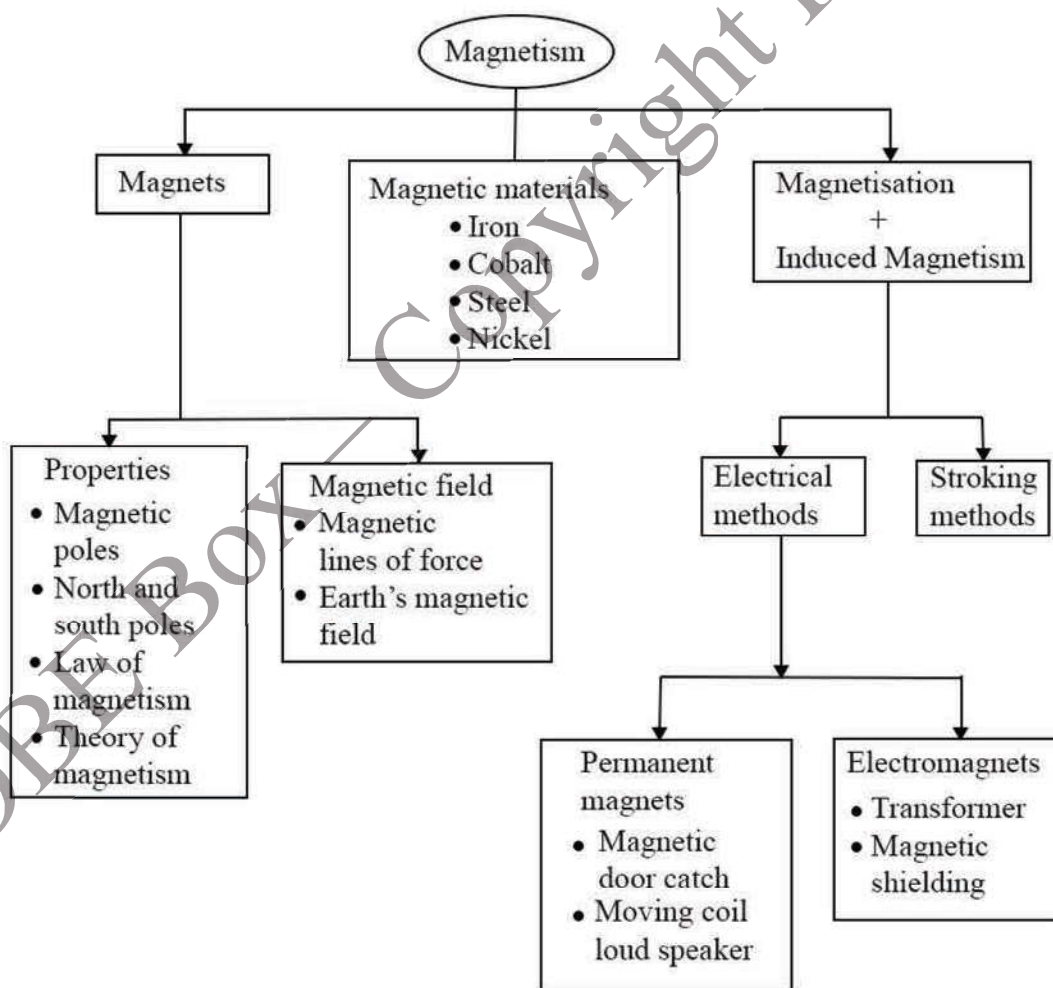 Magnetism
Magnets
Magnetic materials
• Iron
• Cobalt
• Steel
• Nickel
Magnetisation
+
Induced Magnetism
Properties
• Magnetic
poles
• North and
south poles
• Law of
magnetism
• Theory of
magnetism
Magnetic field
• Magnetic
lines of force
• Earth's magnetic
field
Electrical
methods
Stroking
methods
Permanent
magnets
• Magnetic
door catch
• Moving coil
loud speaker
Electromagnets
• Transformer
• Magnetic
shielding
Box – Copyright